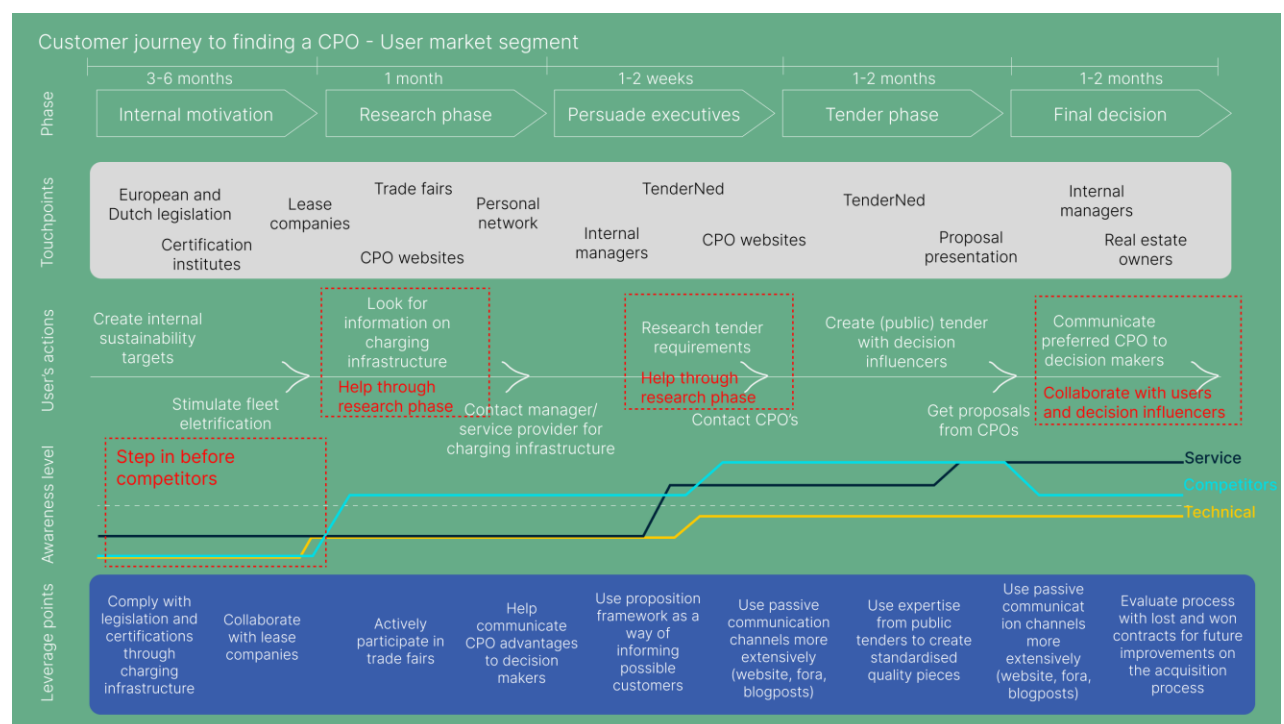 Customer journey to finding a CPO - User market segment
3-6 months
1 month
1-2 weeks
1-2 months
1-2 months
Phase
Internal motivation
Research phase
Persuade executives
Tender phase
Final decision
Touchpoints
European and
Dutch legislation
Certification
institutes
Lease
companies
Trade fairs
CPO websites
Personal
network
Internal
managers
TenderNed
CPO websites
TenderNed
Proposal
presentation
Internal
managers
Real estate
owners
User's actions
Create internal
sustainability
targets
Stimulate fleet
eletrification
Look for
information on
charging
infrastructure
Help through
research phase
Contact manager/
service provider for
charging infrastructure
Research tender
requirements
Help through
research phase
Contact CPO's
Create (public) tender
with decision
influencers
Get proposals
from CPOs
Communicate
preferred CPO to
decision makers
Collaborate with users
and decision influencers
Awareness level
Step in before
competitors
Service
Competitors
Technical
Leverage points
Comply with
legislation and
certifications
through
charging
infrastructure
Collaborate
with lease
companies
Actively
participate in
trade fairs
Help
communicate
CPO advantages
to decision
makers
Use proposition
framework as a
way of
informing
possible
customers
Use passive
communication
channels more
extensively
(website, fora,
blogposts)
Use expertise
from public
tenders to create
standardised
quality pieces
Use passive
communicat
ion channels
more
extensively
(website, fora,
blogposts)
Evaluate process
with lost and won
contracts for future
improvements on
the acquisition
process